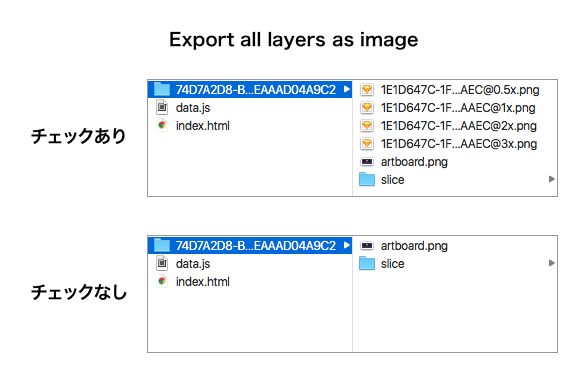 Export all layers as image
チェックあり
74D7A2D8-B...EAAAD04A9C2
data.js
index.html
1E1D647C-1F...AEC@0.5x.png
1E1D647C-1F...AAEC@1x.png
1E1D647C-1F...AAEC@2x.png
1E1D647C-1F...AAEC@3x.png
artboard.png
slice
チェックなし
74D7A2D8-B...EAAAD04A9C2
data.js
index.html
artboard.png
slice